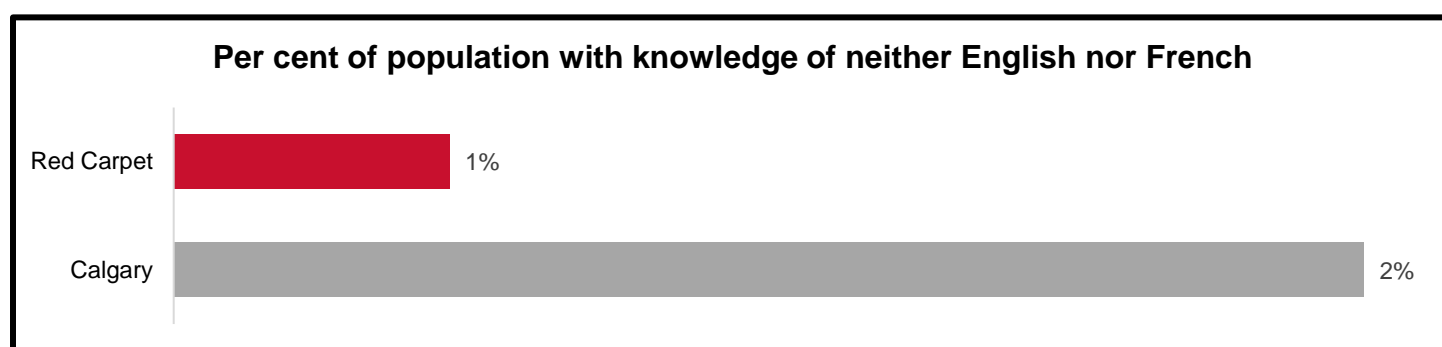 Per cent of population with knowledge of neither English nor French
Red Carpet
1%
Calgary
2%